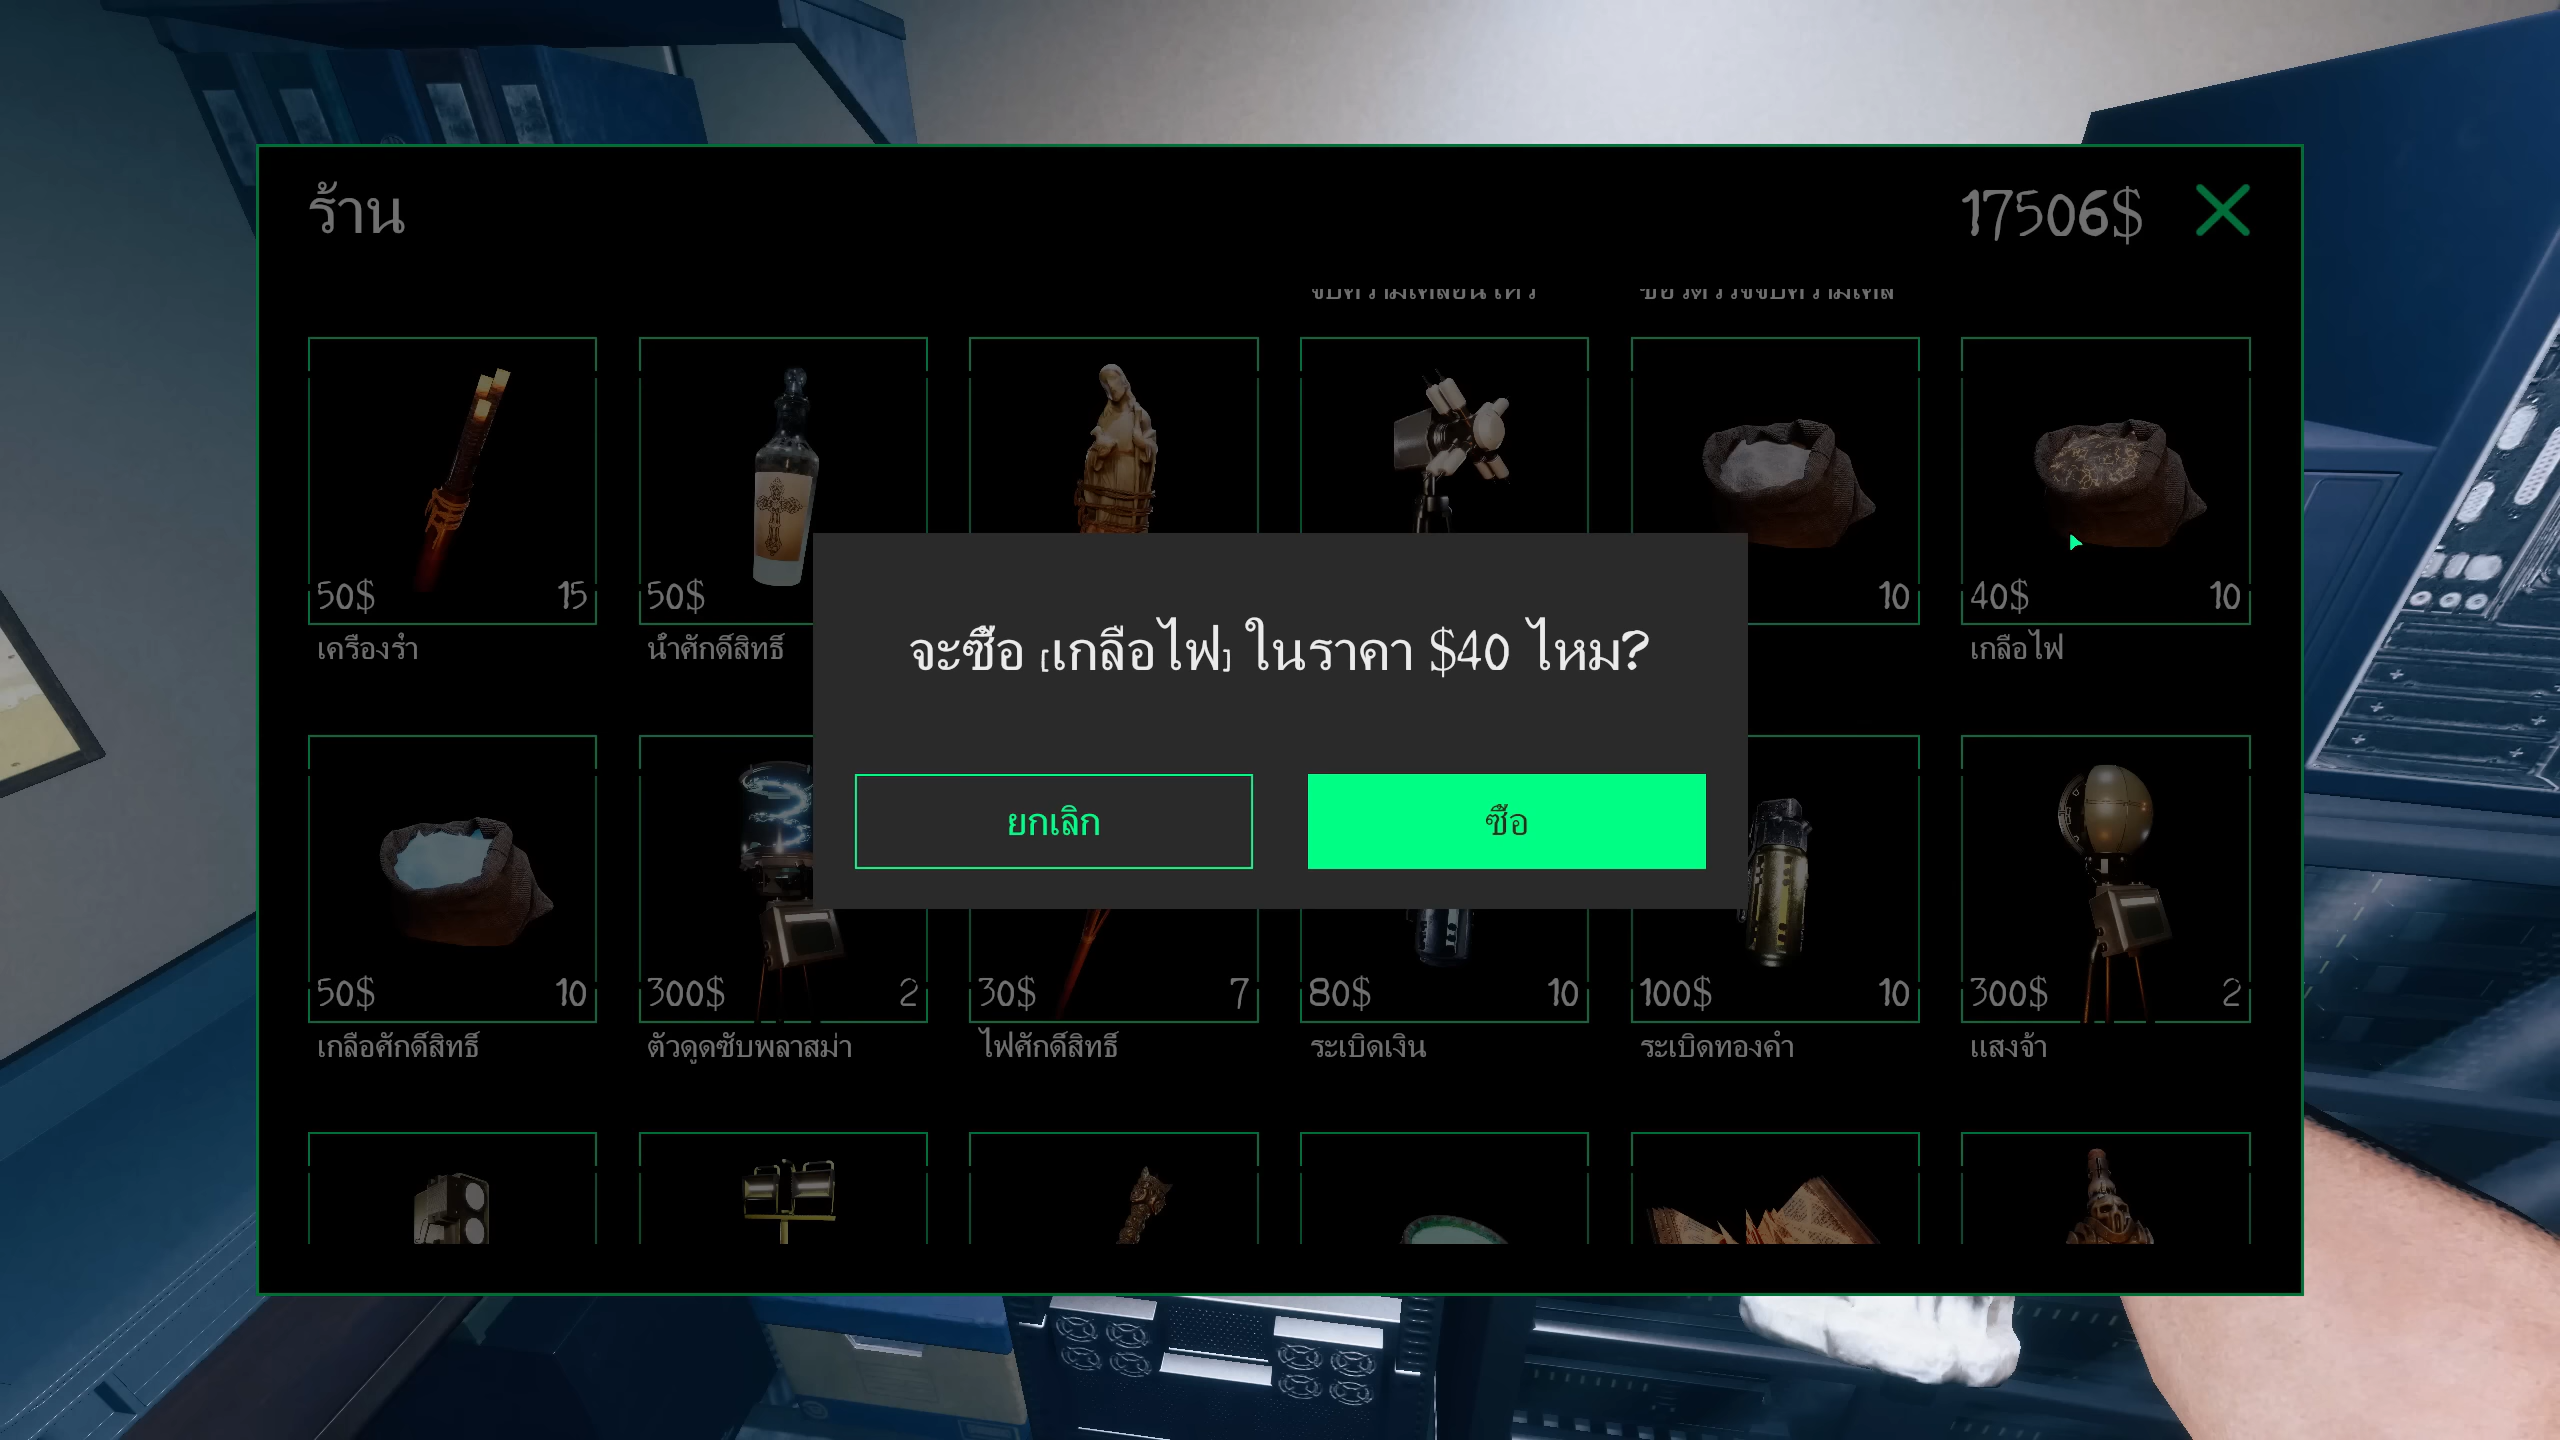 ร้าน
17506$
50$
15
เครื่องรำ
50$
น้ำศักดิ์สิทธิ์
10
40$
10
เกลือไฟ
จะซื้อ [เกลือไฟ] ในราคา $40 ไหม?
ยกเลิก
ซื้อ
50$
10
เกลือศักดิ์สิทธิ์
300$
2
ตัวดูดซับพลาสม่า
30$
7
ไฟศักดิ์สิทธิ์
80$
10
ระเบิดเงิน
100$
10
ระเบิดทองคำ
300$
2
แสงจ้า